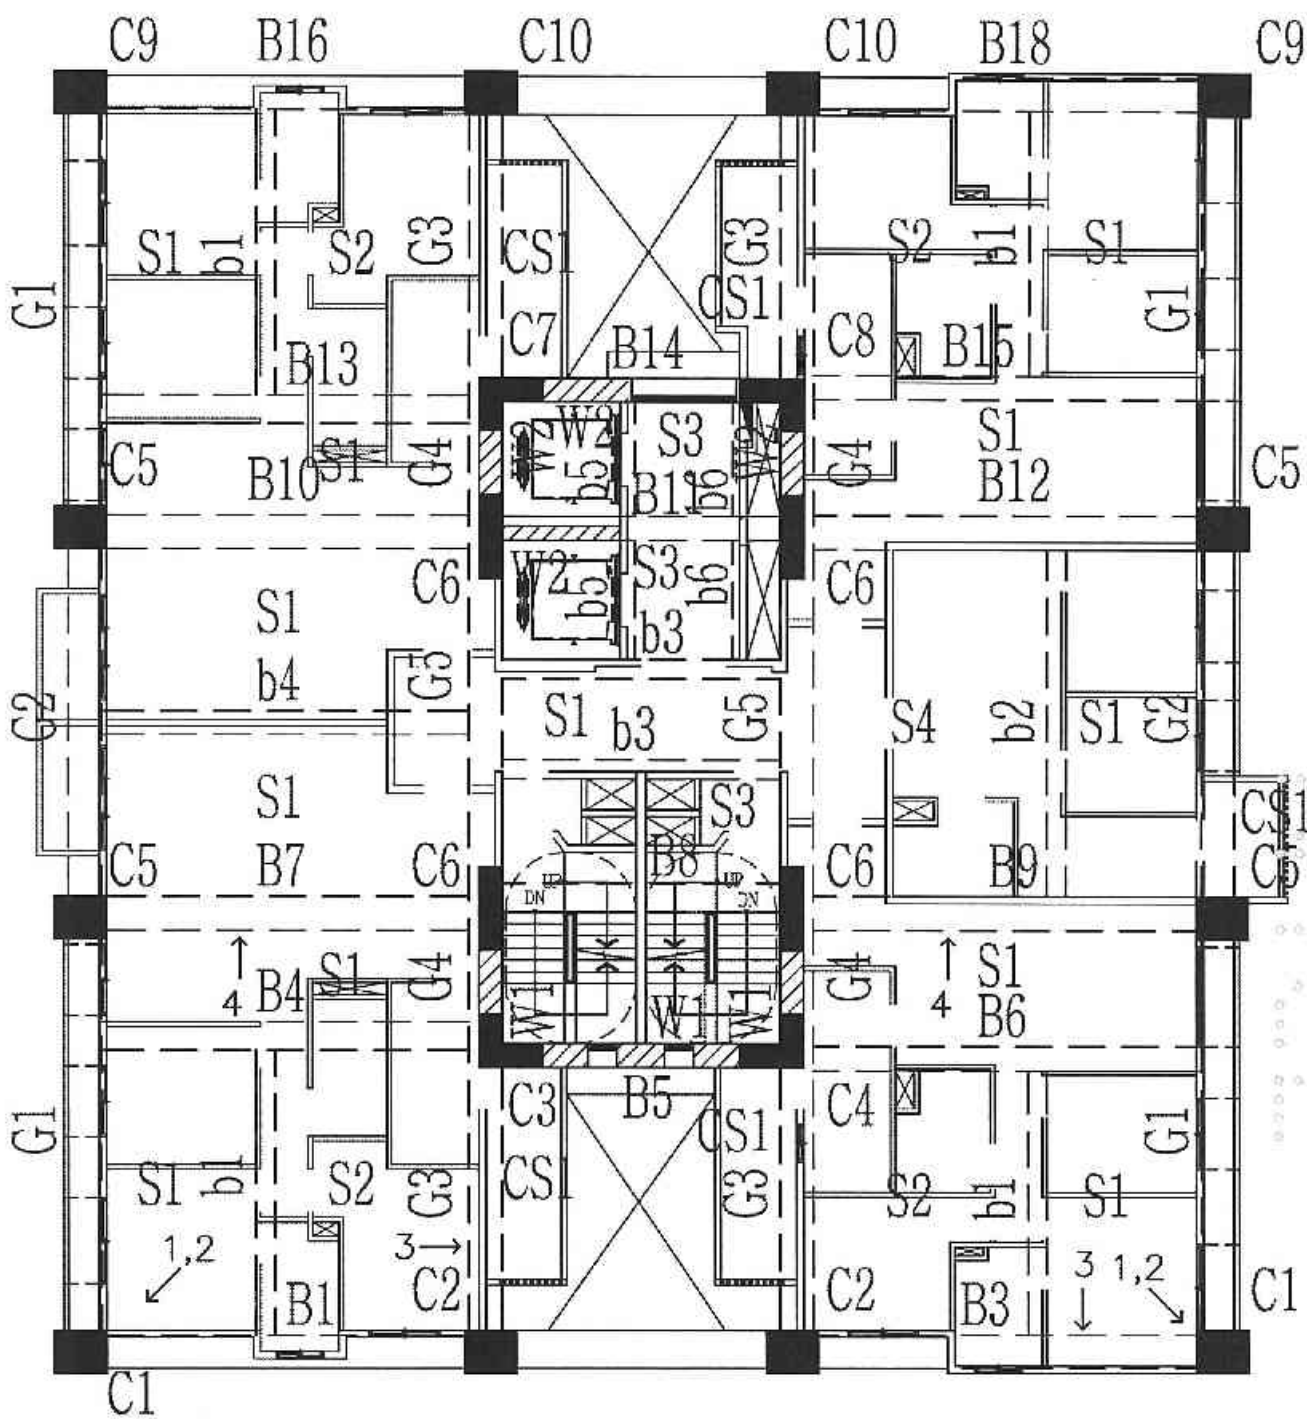 C9 B16 C10 C10 B18 C9
S1 b1 S2 G3 CS1 G3 S2 b1 S1
G1 CS1 G1
C7 B14 C8 B15
B13
W2 W2 S3 W2 S1
C5 S1 G4 b5 b6 G4 C5
B10 B11 B12
C6 W2 b5 S3 b6 C6
S1 b3
b4 G5
G2 S1 b3 G5 S4 b2 S1 G2
S1 S3 CS1
C5 B7 C6 B8 C6 B9
UP UP
DN DN
4 B4 S1 G4 G4 4 S1
W1 W1 W1 B6
G1 C3 B5 C4 G1
CS1
S1 b1 S2 G3 CS1 G3 S2 b1 S1
1,2 3 3 1,2
B1 C2 C2 B3 C1
C1